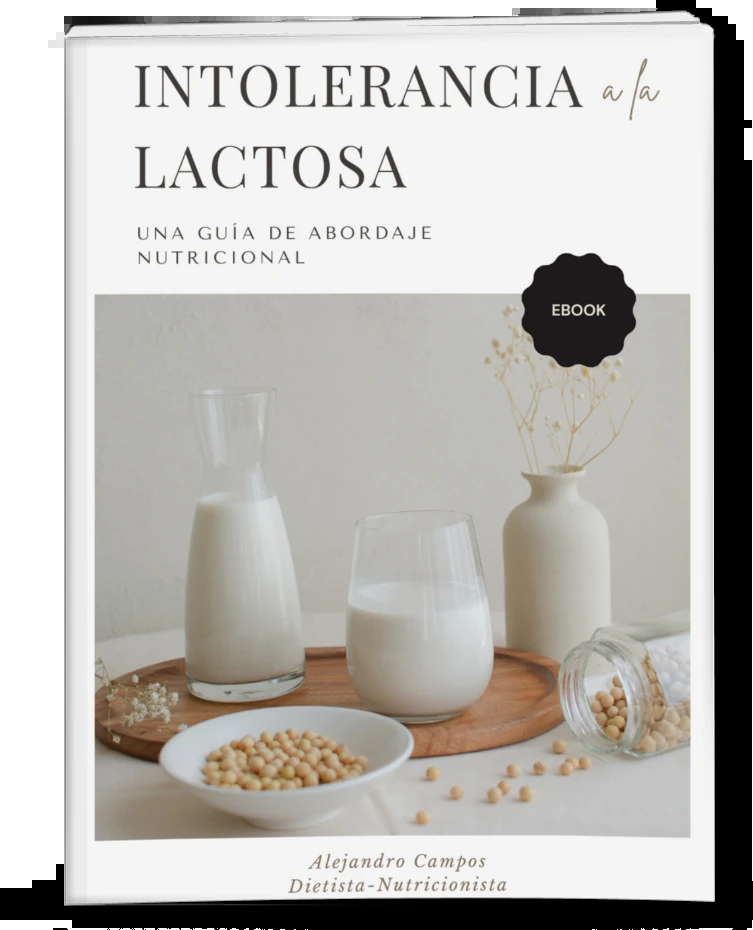 INTOLERANCIA a la
LACTOSA
UNA GUÍA DE ABORDAJE
NUTRICIONAL
EBOOK
Alejandro Campos
Dietista-Nutricionista